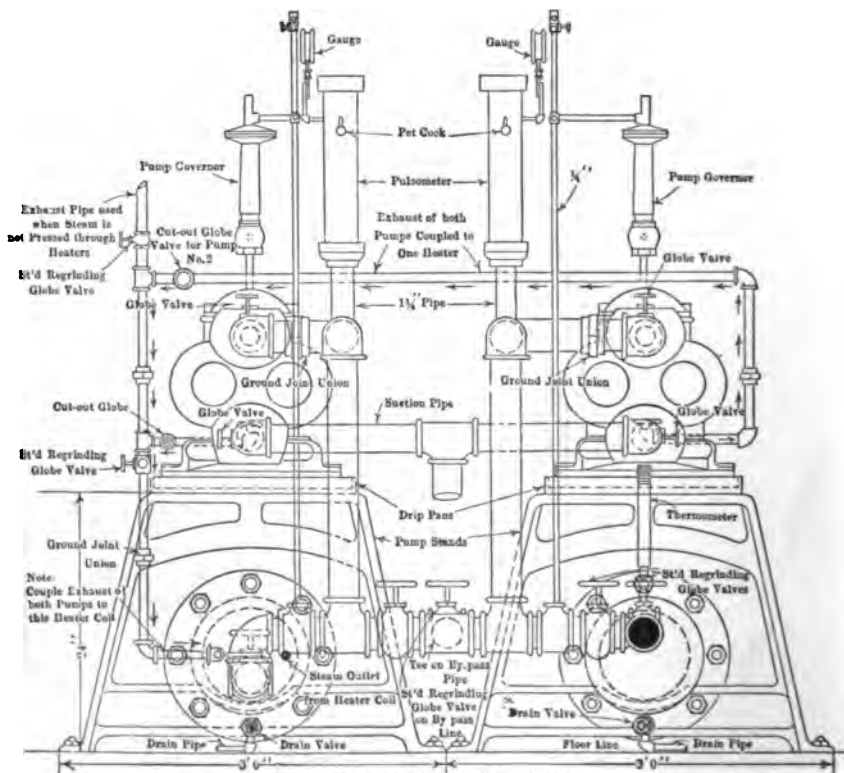 Gauge
Gauge
Pet Cock
Pump Governor
Pulsometer
¼"
Pump Governor
Exhaust Pipe used
when Steam is
not Pressed through
Heaters
Cut-out Globe
Valve for Pump
No.2
Exhaust of both
Pumps Coupled to
One Heater
Globe Valve
St'd Regrinding
Globe Valve
Globe Valve
1¼" Pipe
Ground Joint Union
Ground Joint Union
Cut-out Globe
Globe Valve
Suction Pipe
Globe Valve
St'd Regrinding
Globe Valve
Drip Pans
Thermometer
Ground Joint
Union
Pump Stands
Note:
Couple Exhaust of
both Pumps to
this Heater Coil
St'd Regrinding
Globe Valves
Steam Outlet
from Heater Coil
Tee on By-pass
Pipe
St'd Regrinding
Globe Valve
on By pass
Line
Drain Valve
Drain Pipe
Drain Valve
Floor Line
Drain Pipe
3'0"
3'0"